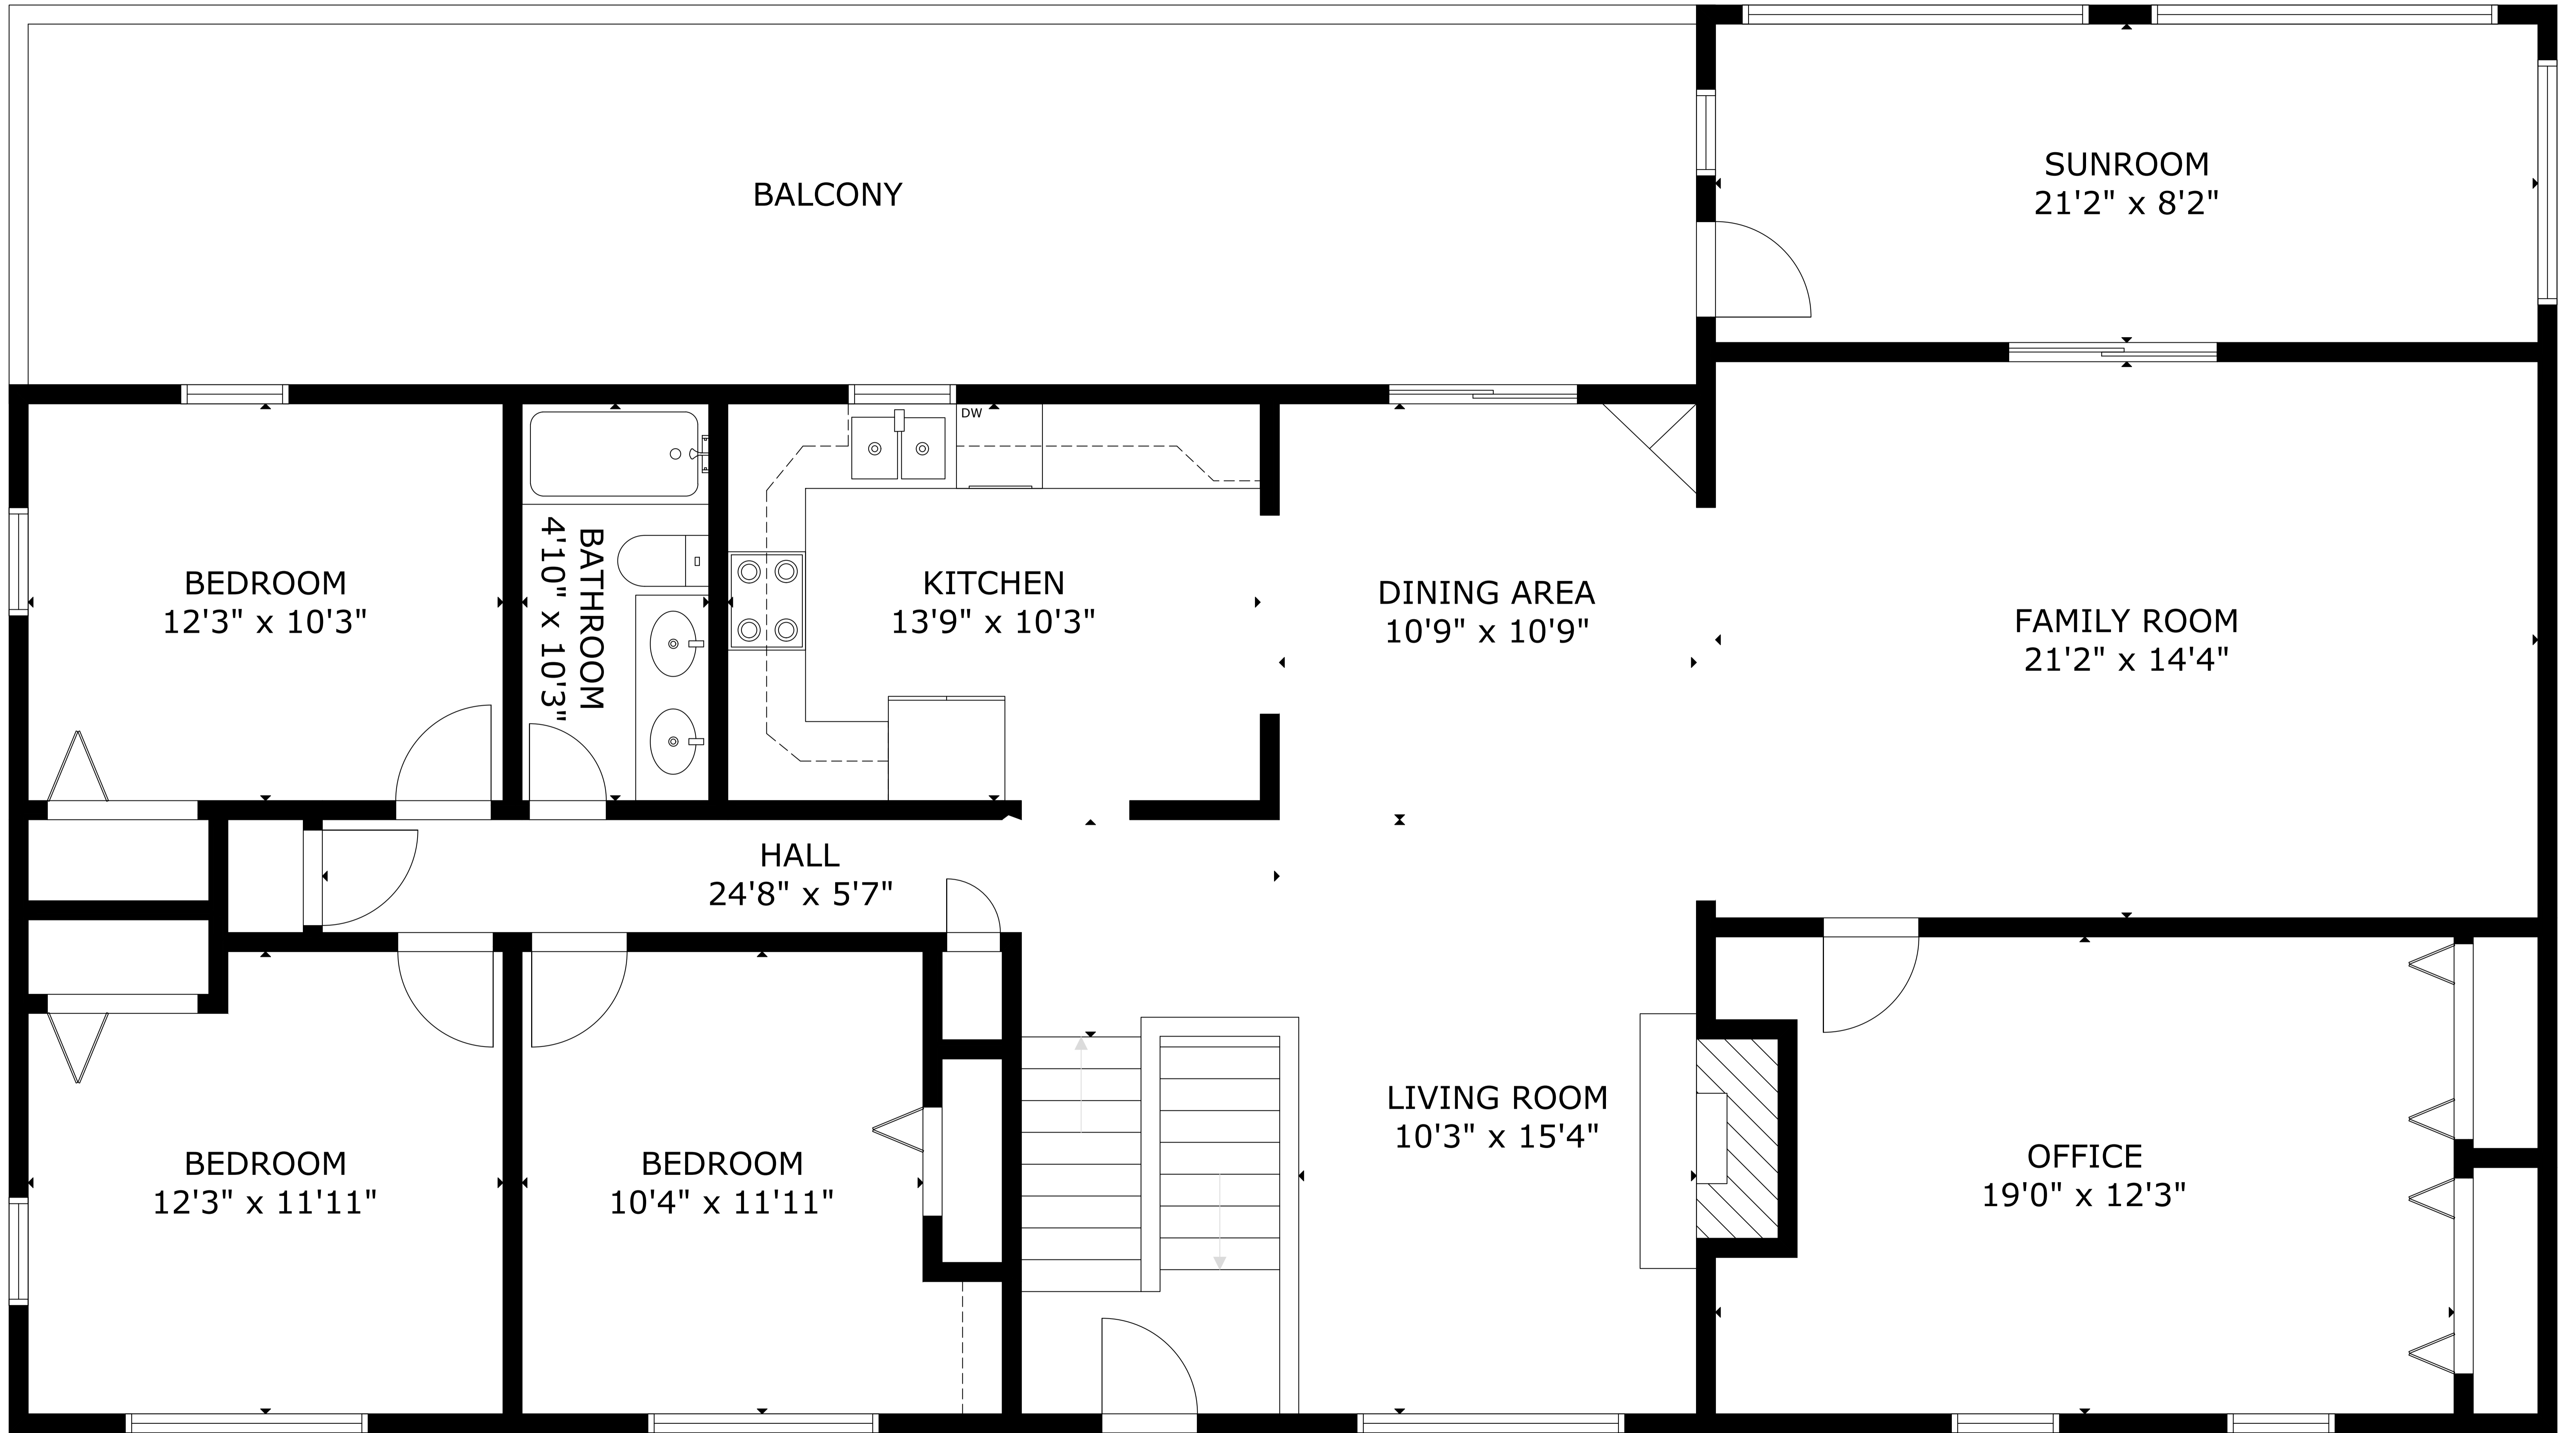 BALCONY
SUNROOM
21'2" x 8'2"
DW
BEDROOM
12'3" x 10'3"
BATHROOM
4'10" x 10'3"
KITCHEN
13'9" x 10'3"
DINING AREA
10'9" x 10'9"
FAMILY ROOM
21'2" x 14'4"
HALL
24'8" x 5'7"
BEDROOM
12'3" x 11'11"
BEDROOM
10'4" x 11'11"
LIVING ROOM
10'3" x 15'4"
OFFICE
19'0" x 12'3"